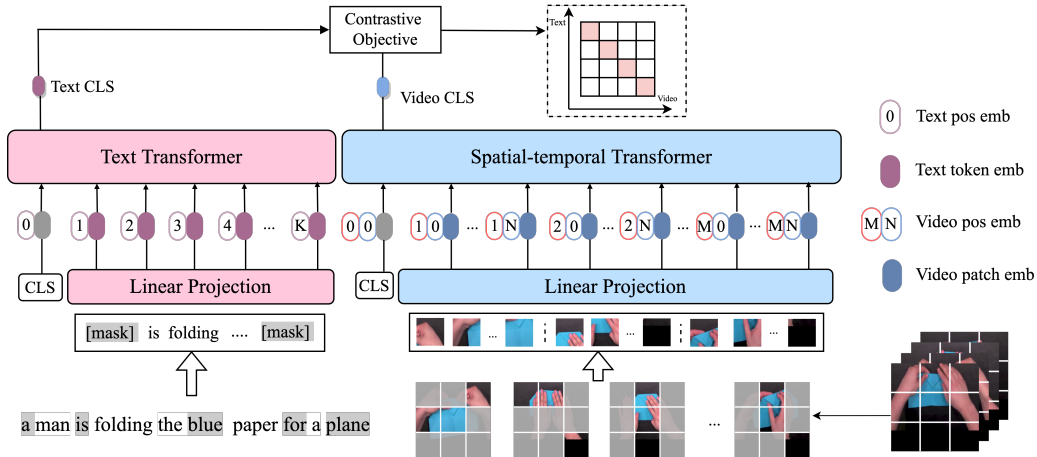 Contrastive
Objective
Text
Video
Text CLS
Video CLS
Text Transformer
Spatial-temporal Transformer
0 1 2 3 4 ... K
0 0 1 0 ... 1 N 2 0 ... 2 N ... M 0 ... M N
CLS
Linear Projection
CLS
Linear Projection
[mask] is folding .... [mask]
... ; ... ; ...
a man is folding the blue paper for a plane
...
0 Text pos emb
Text token emb
M N Video pos emb
Video patch emb